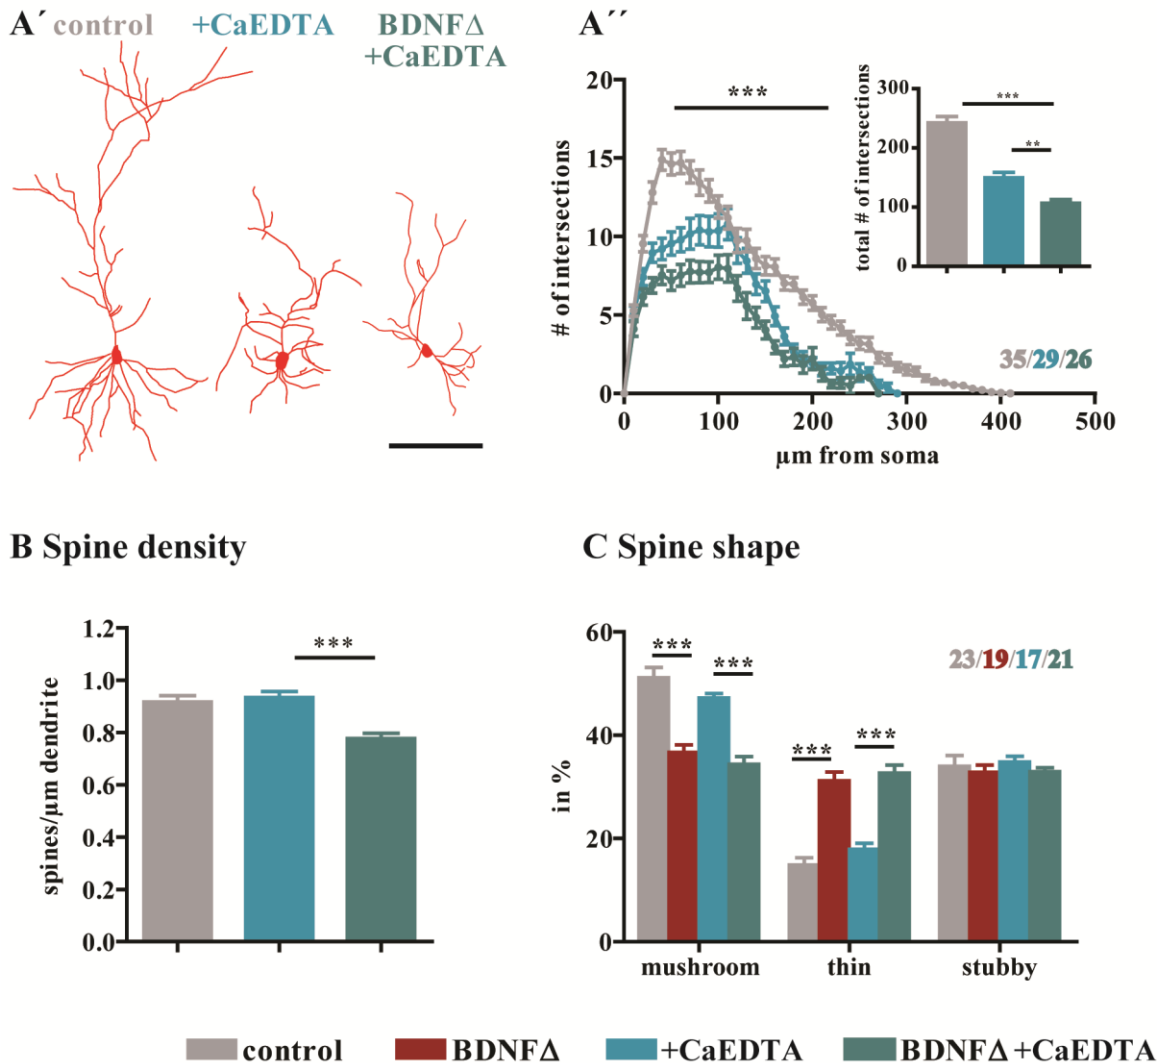 A´ control +CaEDTA BDNFΔ
+CaEDTA
A´´
# of intersections
20
15
10
5
0
***
0 100 200 300 400 500
µm from soma
35/29/26
total # of intersections
300
200
100
0
***
**
B Spine density
spines/µm dendrite
1.2
1.0
0.8
0.6
0.4
0.2
0.0
***
C Spine shape
in %
60
40
20
0
*** ***
*** ***
23/19/17/21
mushroom thin stubby
control BDNFΔ +CaEDTA BDNFΔ +CaEDTA